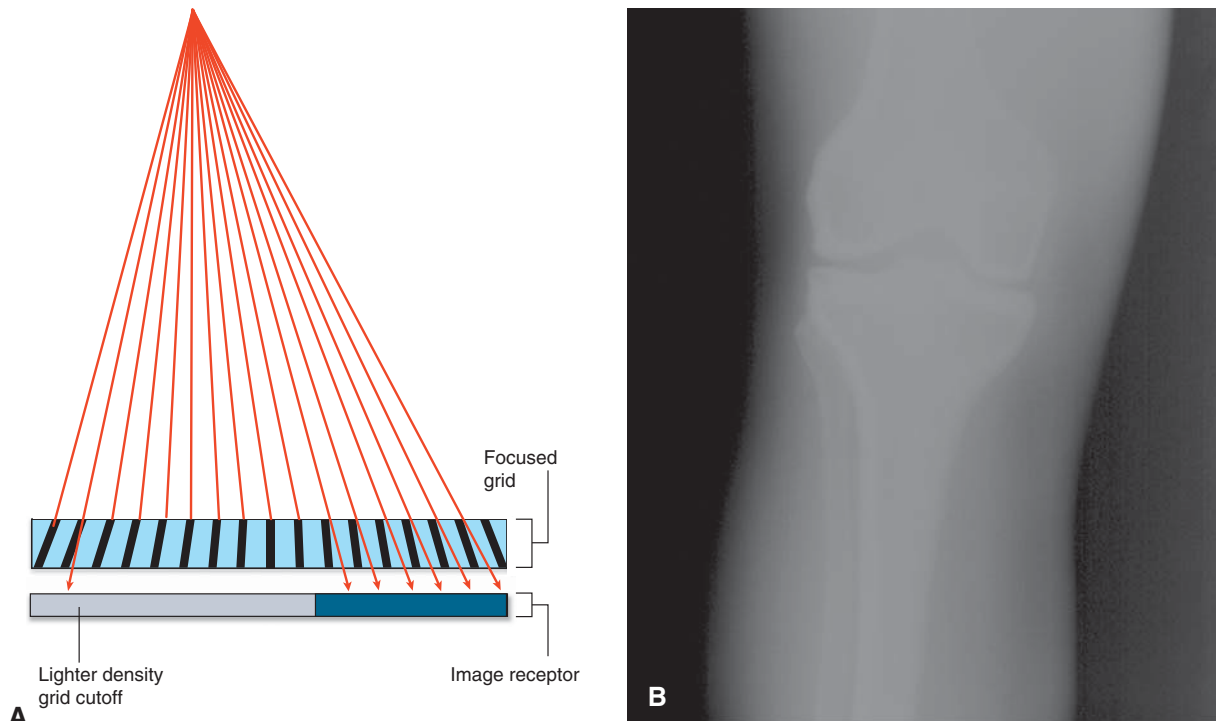 Focused
grid
Lighter density
grid cutoff
Image receptor
A
B